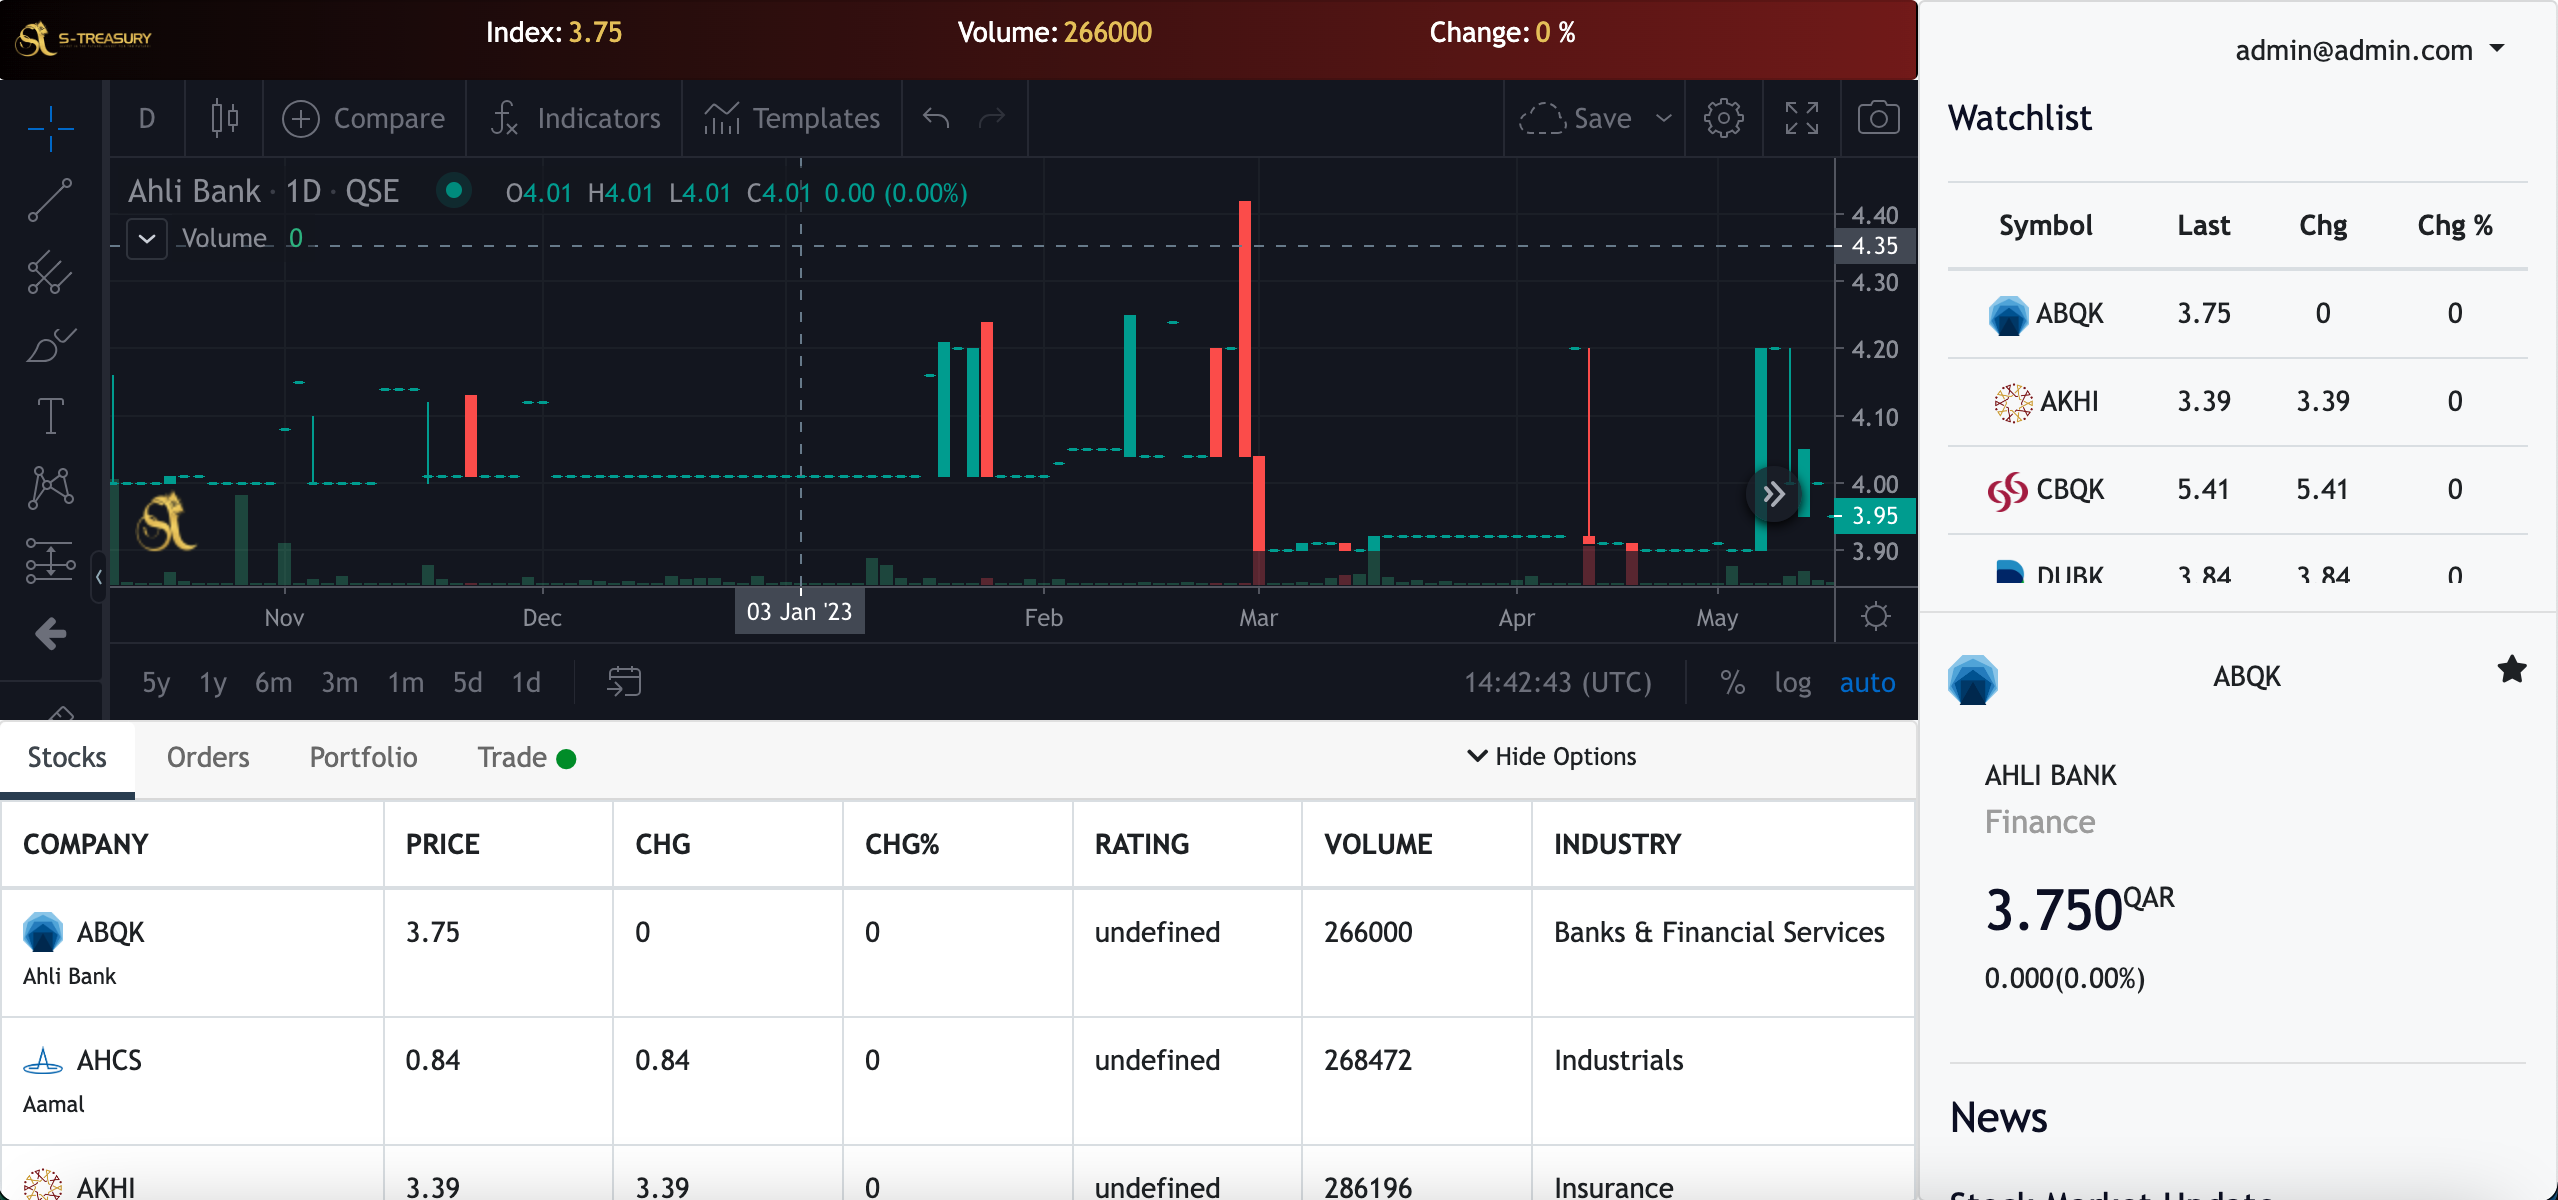 S-TREASURY
Index: 3.75
Volume: 266000
Change: 0 %
admin@admin.com
D
Compare
Indicators
Templates
Save
Ahli Bank · 1D · QSE
O4.01 H4.01 L4.01 C4.01 0.00 (0.00%)
Volume 0
4.40
4.35
4.30
4.20
4.10
4.00
3.95
3.90
Nov
Dec
03 Jan '23
Feb
Mar
Apr
May
5y 1y 6m 3m 1m 5d 1d
14:42:43 (UTC)
%
log
auto
Watchlist
Symbol Last Chg Chg %
ABQK 3.75 0 0
AKHI 3.39 3.39 0
CBQK 5.41 5.41 0
DUBK 3.84 3.84 0
ABQK
AHLI BANK
Finance
3.750QAR
0.000(0.00%)
News
Stock Market Update
Stocks
Orders
Portfolio
Trade
Hide Options
COMPANY PRICE CHG CHG% RATING VOLUME INDUSTRY
ABQK 3.75 0 0 undefined 266000 Banks & Financial Services
Ahli Bank
AHCS 0.84 0.84 0 undefined 268472 Industrials
Aamal
AKHI 3.39 3.39 0 undefined 286196 Insurance